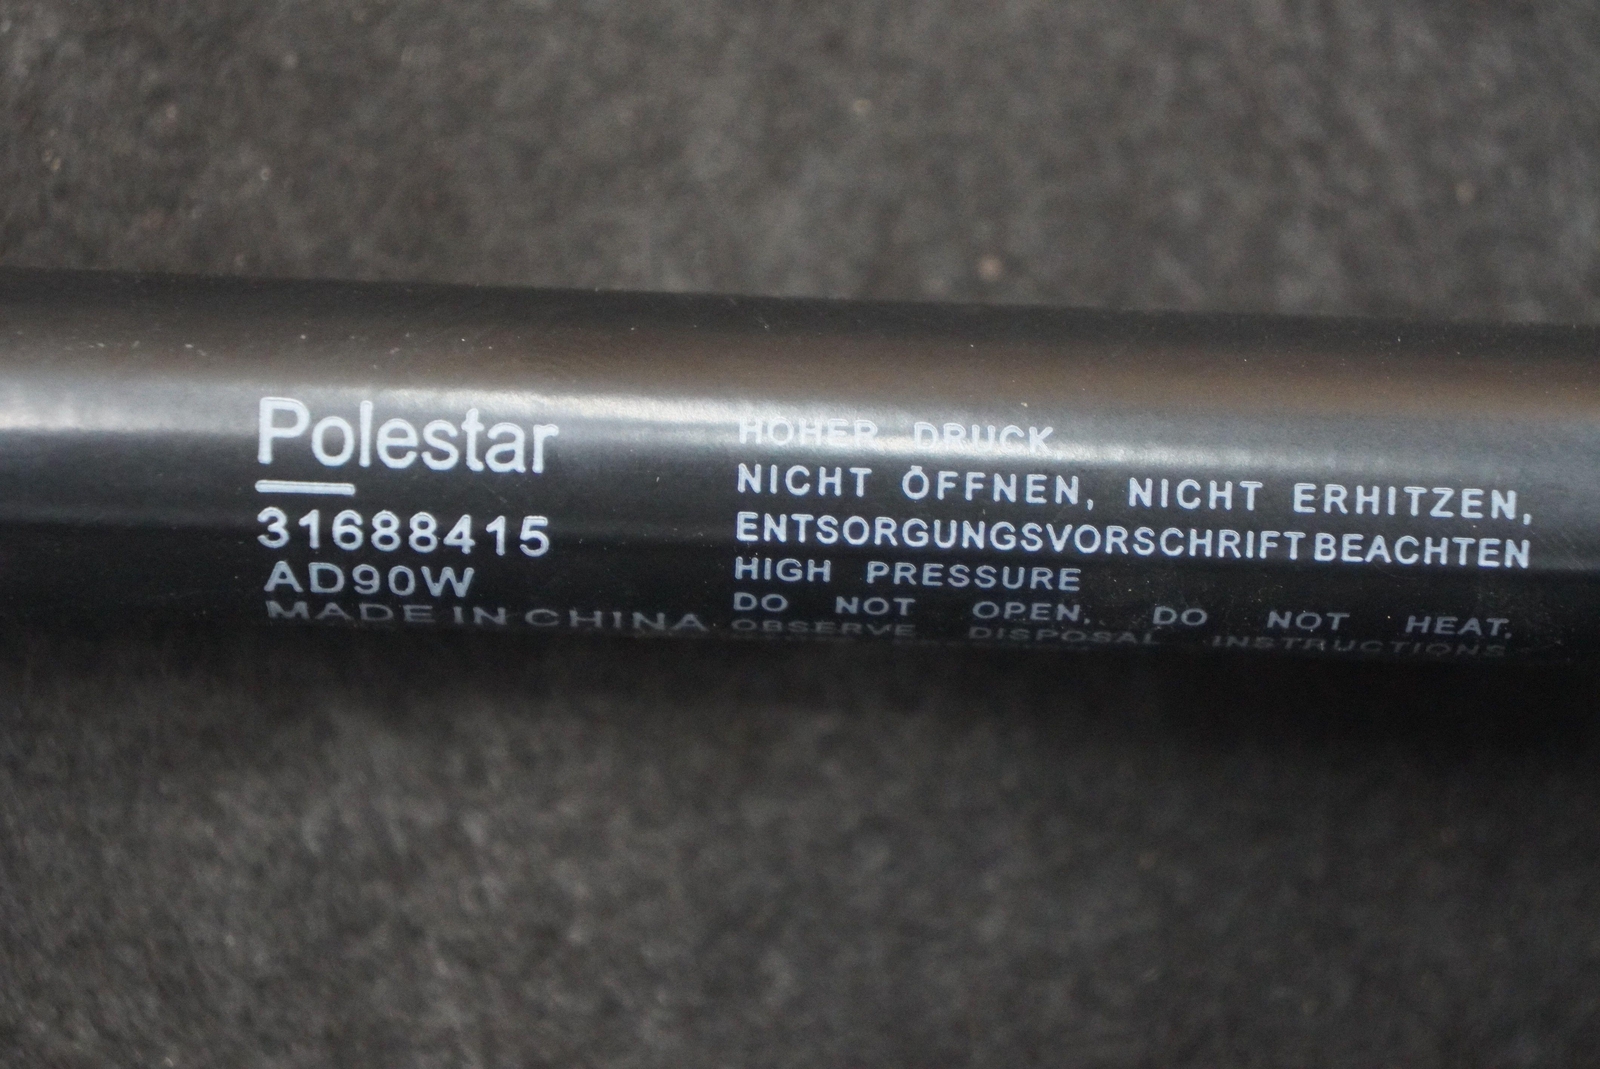 Polestar
31688415
AD90W
MADE IN CHINA
HOHER DRUCK,
NICHT ÖFFNEN, NICHT ERHITZEN,
ENTSORGUNGSVORSCHRIFT BEACHTEN
HIGH PRESSURE
DO NOT OPEN, DO NOT HEAT,
OBSERVE DISPOSAL INSTRUCTIONS